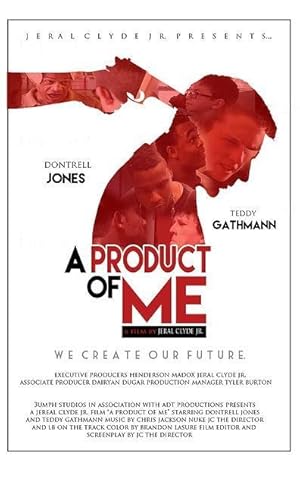 JERAL CLYDE JR. PRESENTS...
DONTRELL
JONES
TEDDY
GATHMANN
A PRODUCT
OF ME
A FILM BY JERAL CLYDE JR.
WE CREATE OUR FUTURE.
EXECUTIVE PRODUCERS HENDERSON MADOX JERAL CLYDE JR,
ASSOCIATE PRODUCER DAIRYAN DUGAR PRODUCTION MANAGER TYLER BURTON
3UMPH STUDIOS IN ASSOCIATION WITH ADT PRODUCTIONS PRESENTS
A JEREAL CLYDE JR, FILM "A PRODUCT OF ME" STARRING DONTRELL JONES
AND TEDDY GATHMANN MUSIC BY CHRIS JACKSON NUKE JC THE DIRECTOR
AND LB ON THE TRACK COLOR BY BRANDON LASURE FILM EDITOR AND
SCREENPLAY BY JC THE DIRECTOR